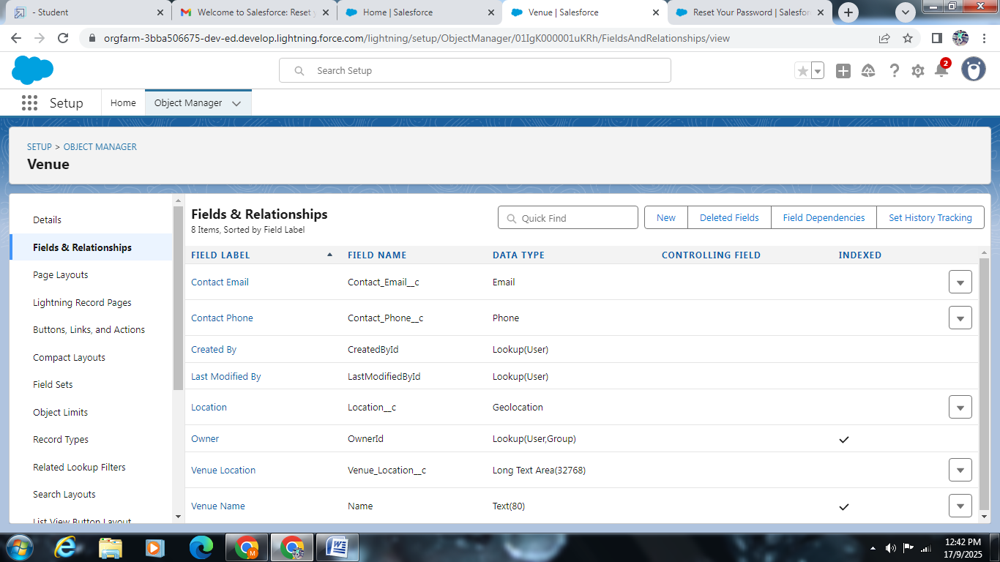 - Student
Welcome to Salesforce: Reset y
Home | Salesforce
Venue | Salesforce
Reset Your Password | Salesfor
orgfarm-3bba506675-dev-ed.develop.lightning.force.com/lightning/setup/ObjectManager/01IgK000001uKRh/FieldsAndRelationships/view
Search Setup
2
Setup
Home
Object Manager
SETUP > OBJECT MANAGER
Venue
Details
Fields & Relationships
Page Layouts
Lightning Record Pages
Buttons, Links, and Actions
Compact Layouts
Field Sets
Object Limits
Record Types
Related Lookup Filters
Search Layouts
List View Button Layout
Fields & Relationships
8 Items, Sorted by Field Label
Quick Find
New
Deleted Fields
Field Dependencies
Set History Tracking
FIELD LABEL FIELD NAME DATA TYPE CONTROLLING FIELD INDEXED
Contact Email Contact_Email__c Email
Contact Phone Contact_Phone__c Phone
Created By CreatedById Lookup(User)
Last Modified By LastModifiedById Lookup(User)
Location Location__c Geolocation
Owner OwnerId Lookup(User,Group)
Venue Location Venue_Location__c Long Text Area(32768)
Venue Name Name Text(80)
M
12:42 PM
17/9/2025